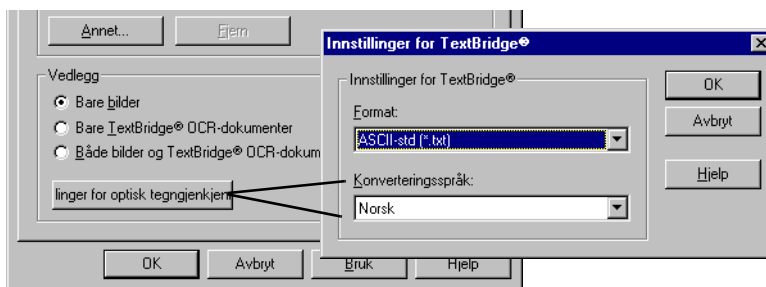 Annet...
Fjern
Vedlegg
Bare bilder
Bare TextBridge® OCR-dokumenter
Både bilder og TextBridge® OCR-dokum
linger for optisk tegngjenkjen
OK
Avbryt
Bruk
Hjelp
Innstillinger for TextBridge®
Innstillinger for TextBridge®
Format:
ASCII-std (*.txt)
Konverteringsspråk:
Norsk
OK
Avbryt
Hjelp